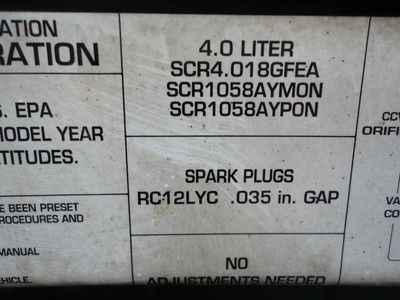 ATION
RATION
S. EPA
MODEL YEAR
TITUDES.
E BEEN PRESET
ROCEDURES AND
MANUAL
EHICLE.
4.0 LITER
SCR4.018GFEA
SCR1058AYMON
SCR1058AYPON
SPARK PLUGS
RC12LYC .035 in. GAP
NO
ADJUSTMENTS NEEDED
CCV
ORIFI
VA
CO